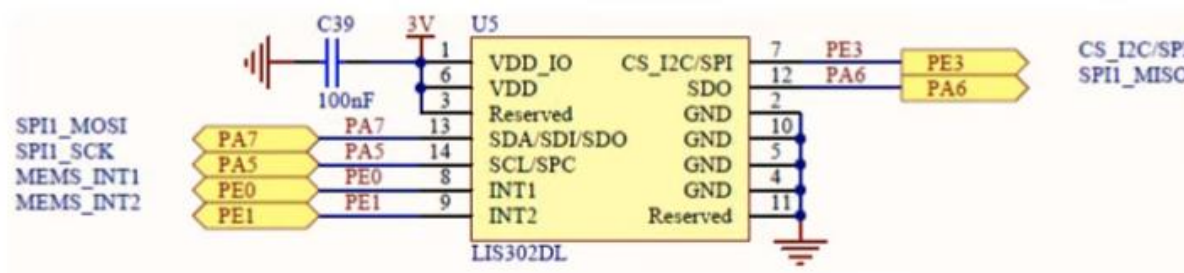 C39 3V U5
1 VDD_IO CS_I2C/SPI 7 PE3 PE3 CS_I2C/SP
6 VDD SDO 12 PA6 PA6 SPI1_MISO
100nF 3 Reserved GND 2
SPI1_MOSI PA7 PA7 13 SDA/SDI/SDO GND 10
SPI1_SCK PA5 PA5 14 SCL/SPC GND 5
MEMS_INT1 PE0 PE0 8 INT1 GND 4
MEMS_INT2 PE1 PE1 9 INT2 Reserved 11
LIS302DL